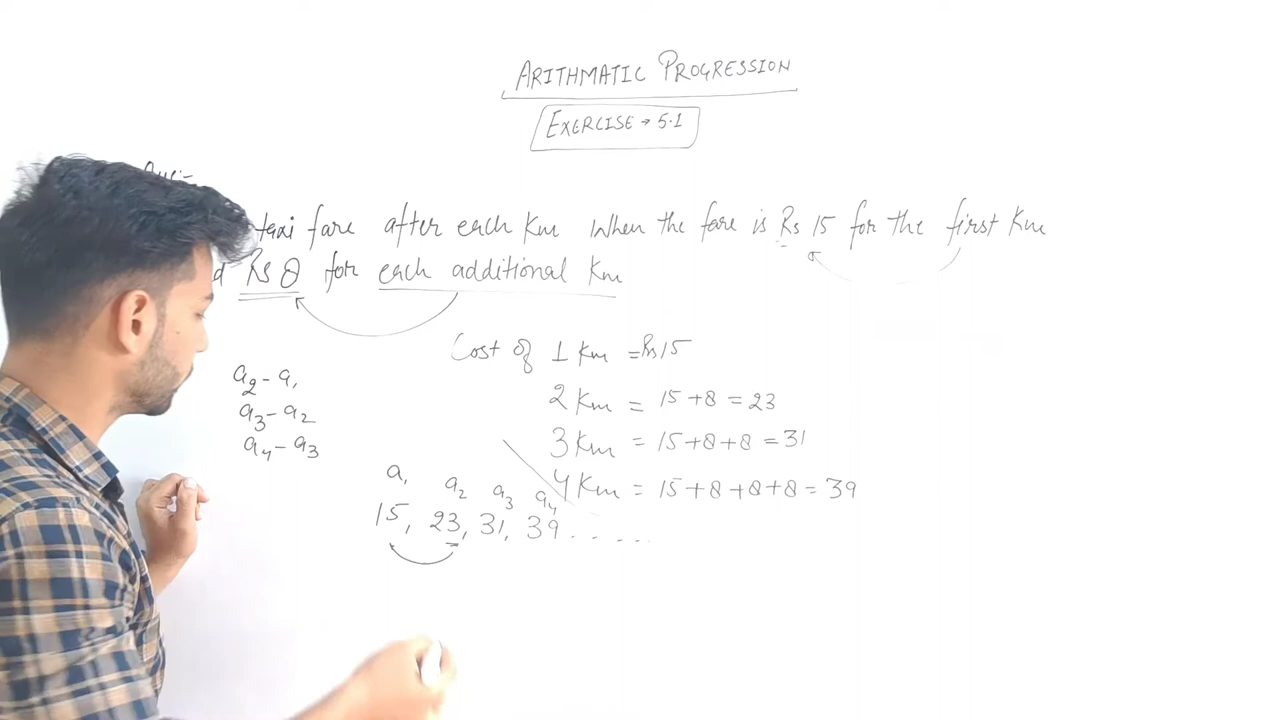 ARITHMATIC PROGRESSION
EXERCISE → 5.1
Ques:-
taxi fare after each Km When the fare is Rs 15 for the first Km
d Rs 8 for each additional Km
Cost of 1 Km = Rs 15
2 Km = 15 + 8 = 23
3 Km = 15+8+8 = 31
4 Km = 15+8+8+8 = 39
a₂ - a₁
a₃ - a₂
a₄ - a₃
a₁ a₂ a₃ a₄
15, 23, 31, 39 . . . . . .